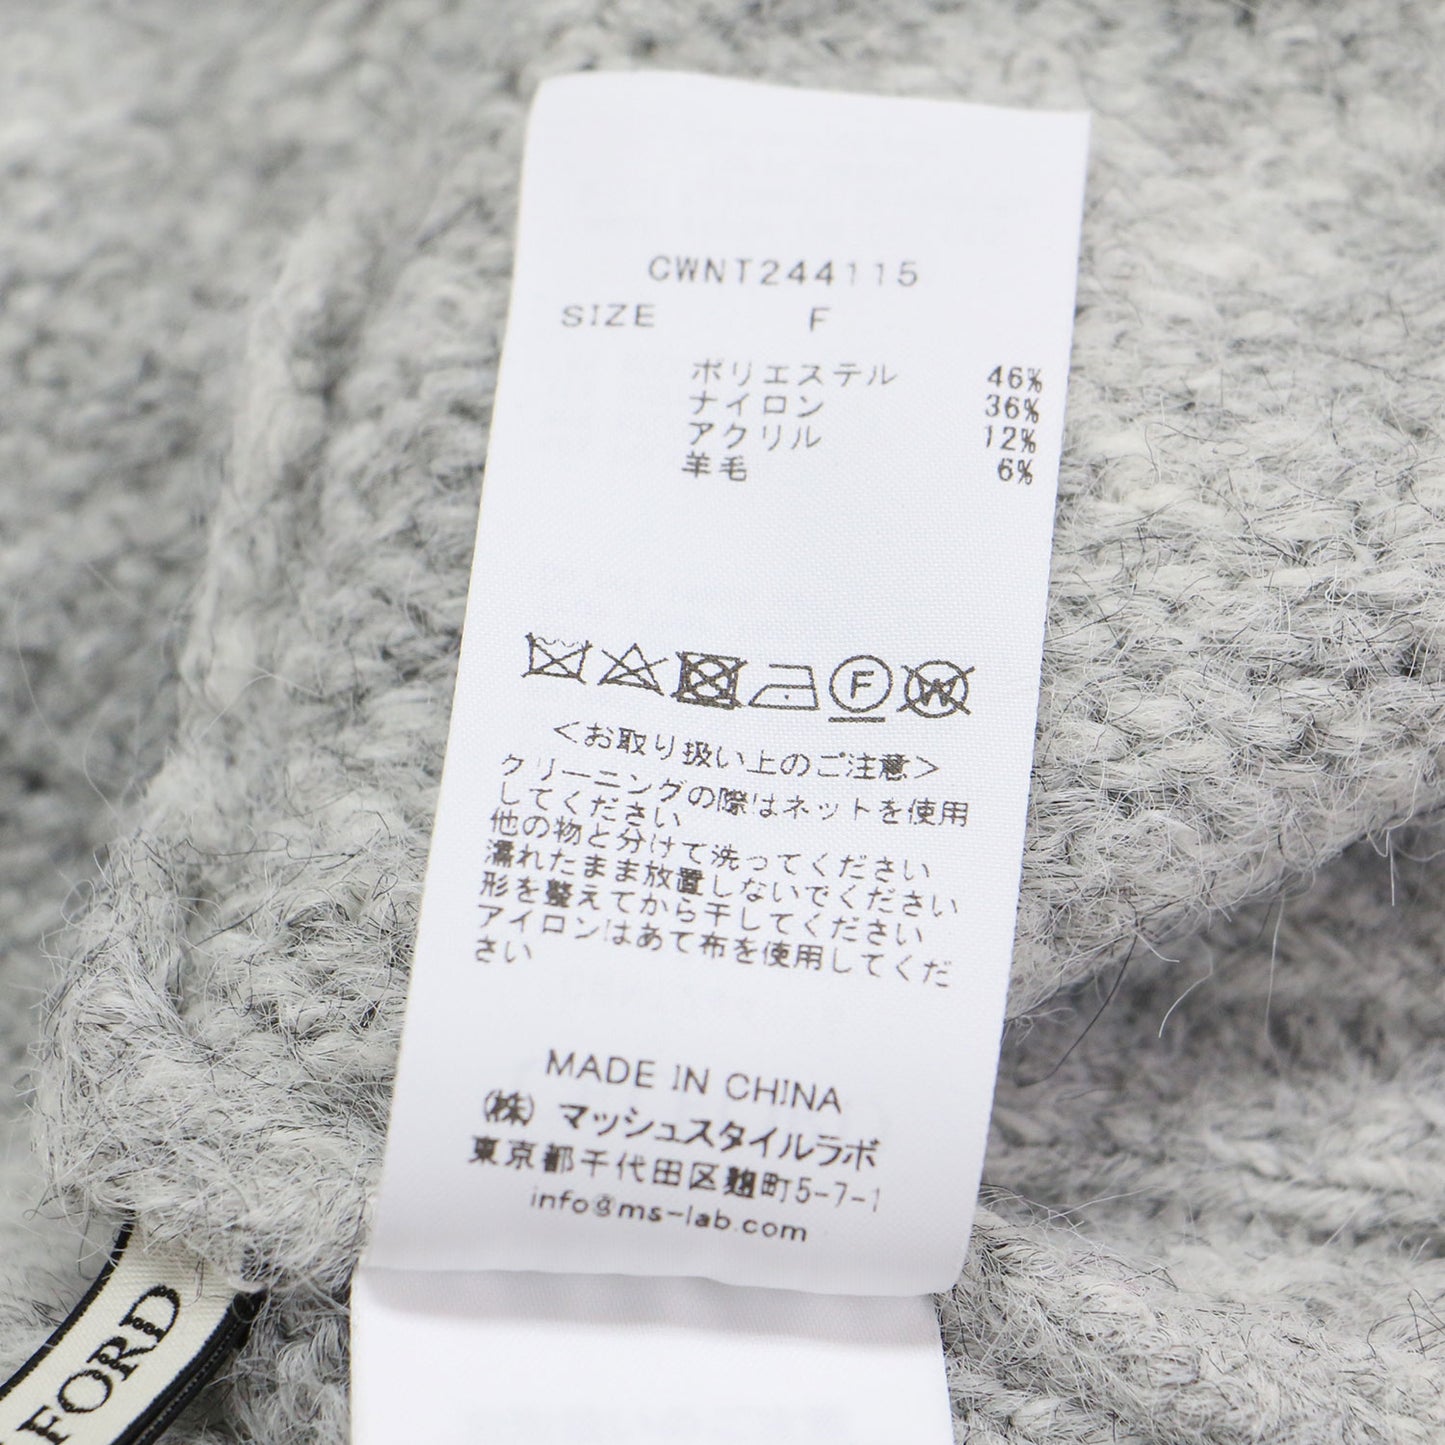 CWNT244115
SIZE F
ポリエステル 46%
ナイロン 36%
アクリル 12%
羊毛 6%
F
W
<お取り扱い上のご注意>
クリーニングの際はネットを使用
してください
他の物と分けて洗ってください
濡れたまま放置しないでください
形を整えてから干してください
アイロンはあて布を使用してくだ
さい
MADE IN CHINA
(株) マッシュスタイルラボ
東京都千代田区麹町5-7-1
info@ms-lab.com
FORD